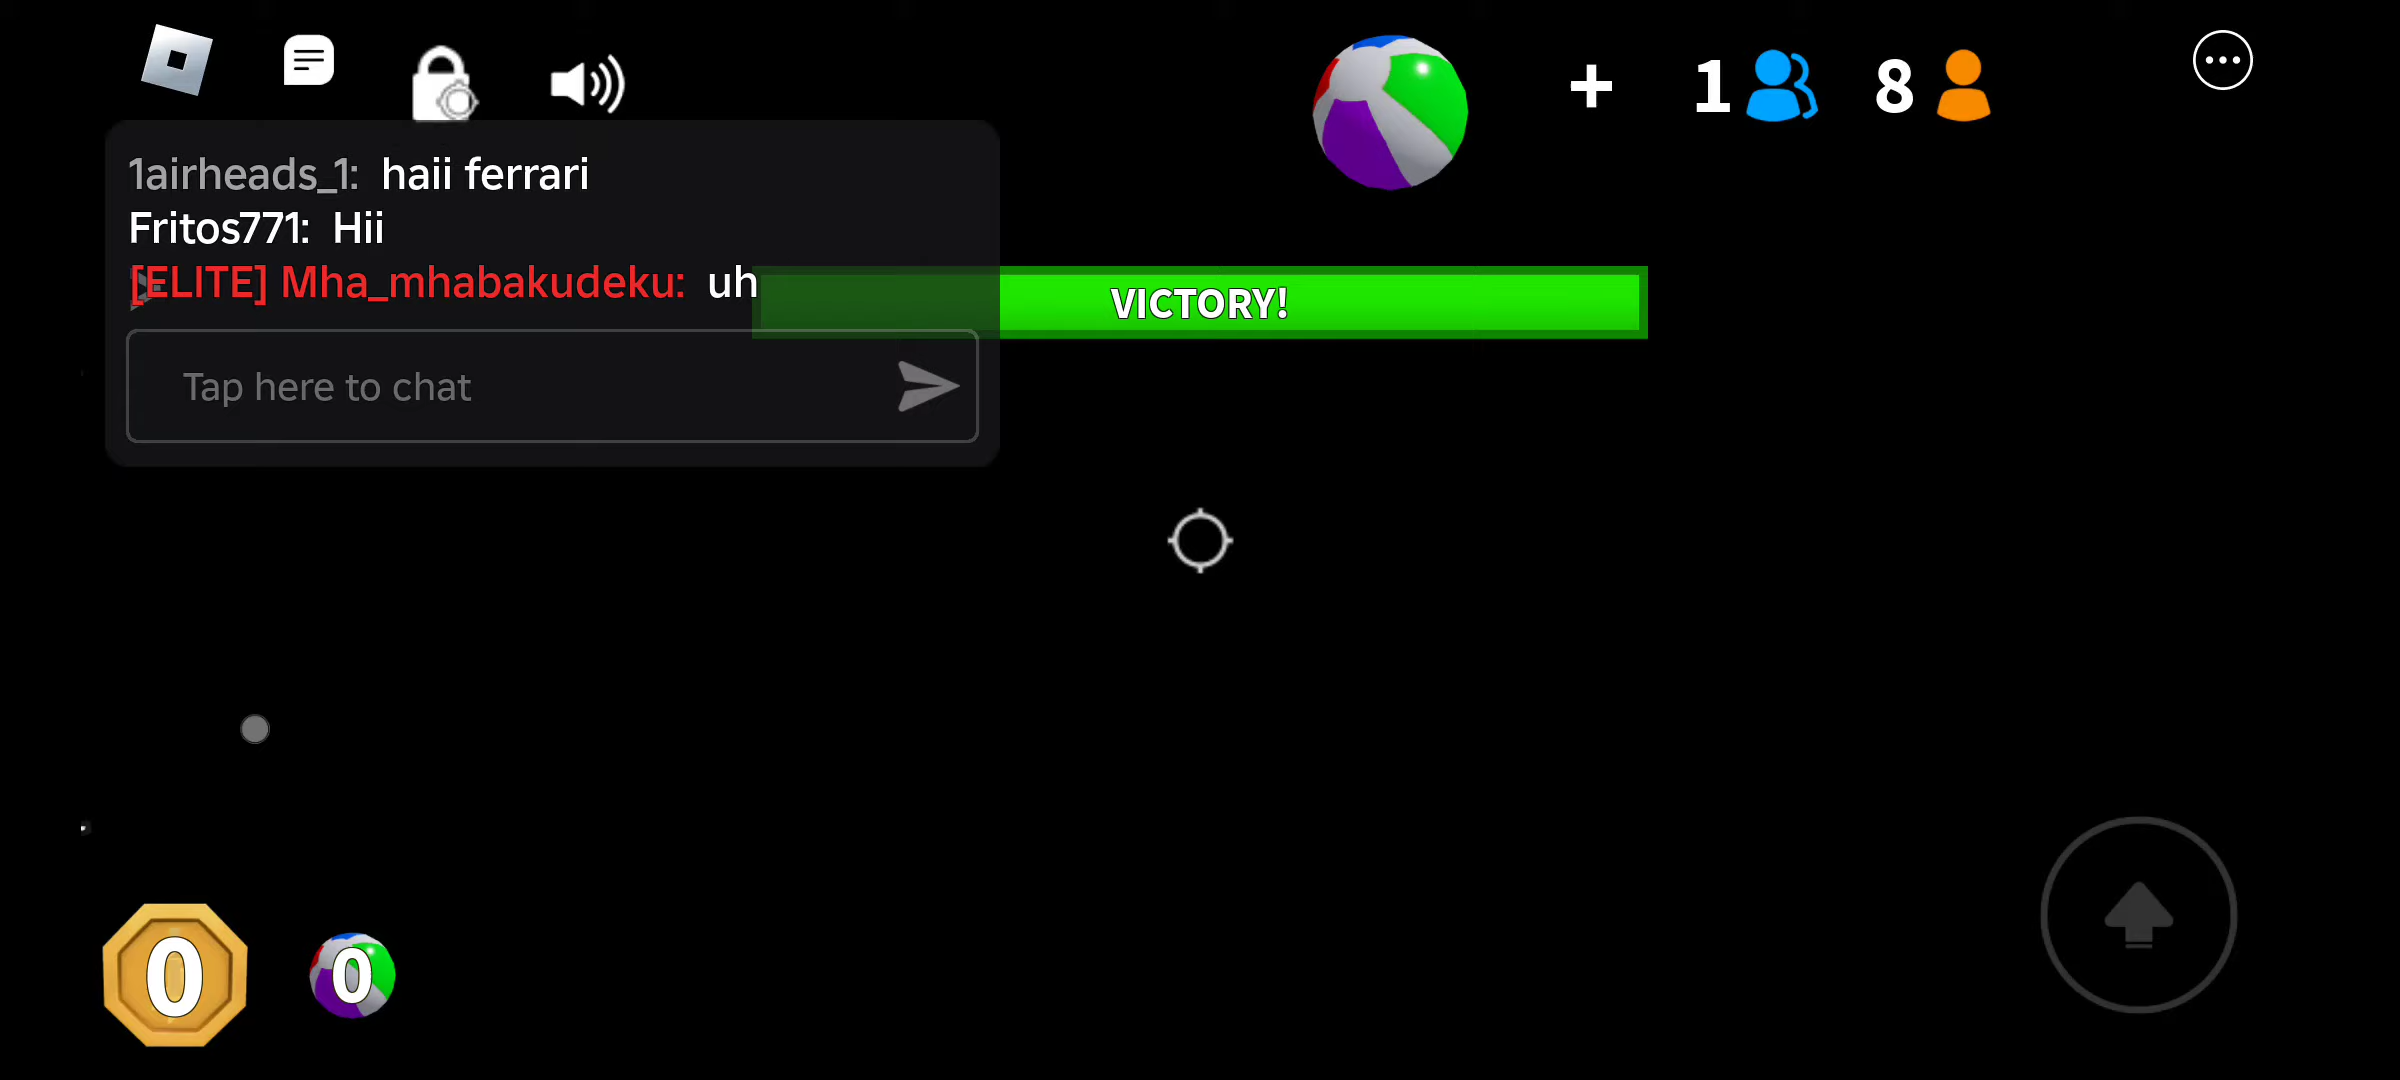 + 1 8
1airheads_1: haii ferrari
Fritos771: Hii
[ELITE] Mha_mhabakudeku: uh
VICTORY!
Tap here to chat
0 0